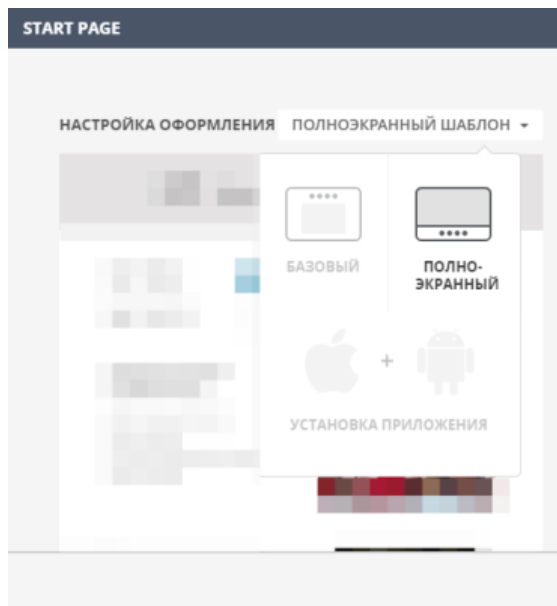 START PAGE
НАСТРОЙКА ОФОРМЛЕНИЯ ПОЛНОЭКРАННЫЙ ШАБЛОН
БАЗОВЫЙ
ПОЛНО-
ЭКРАННЫЙ
+
УСТАНОВКА ПРИЛОЖЕНИЯ